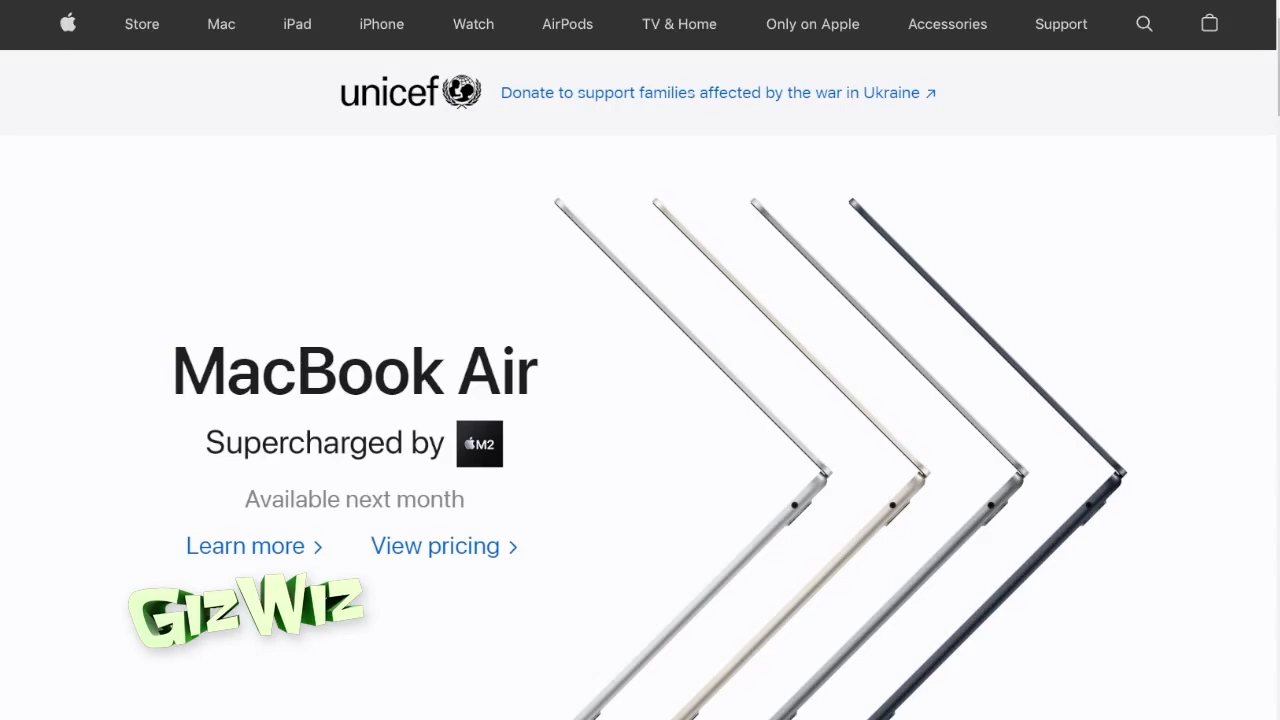 Store Mac iPad iPhone Watch AirPods TV & Home Only on Apple Accessories Support
unicef Donate to support families affected by the war in Ukraine ↗
MacBook Air
Supercharged by M2
Available next month
Learn more > View pricing >
GizWiz